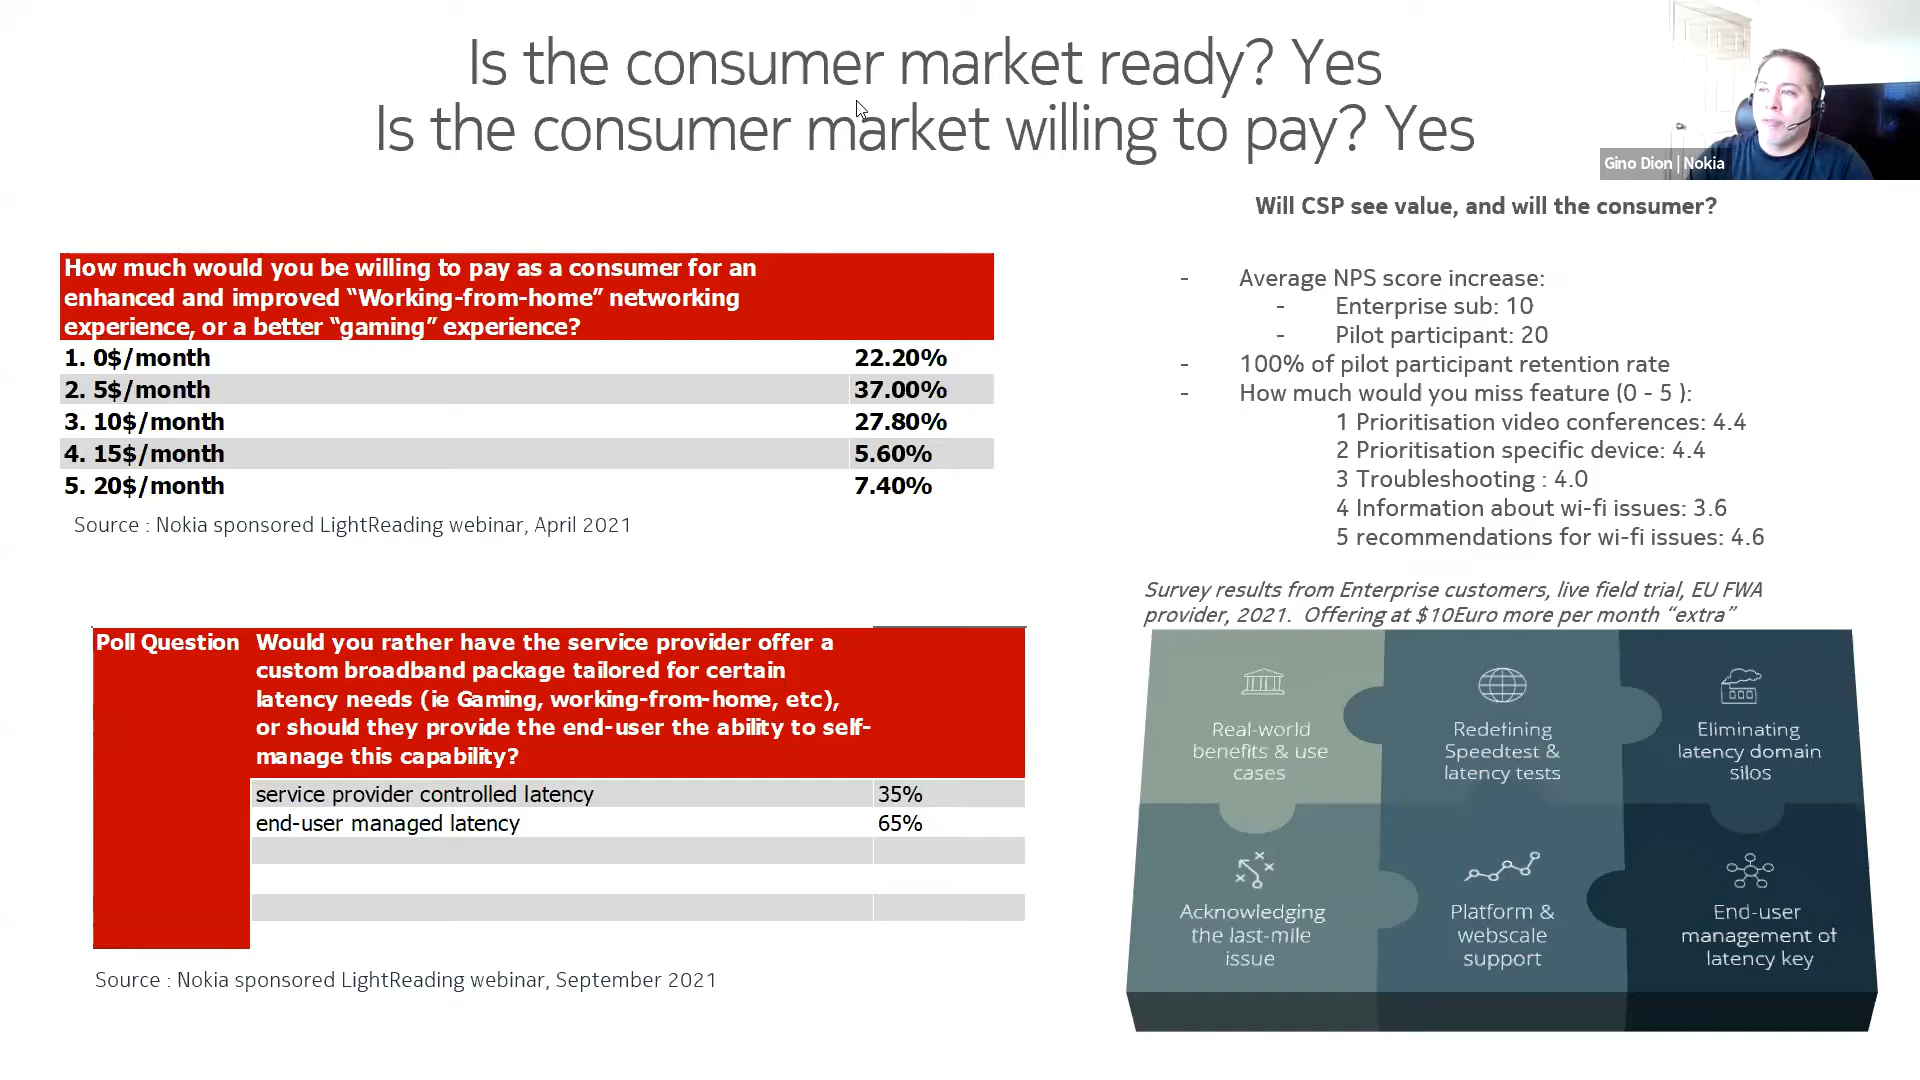 Is the consumer market ready? Yes
Is the consumer market willing to pay? Yes
Gino Dion | Nokia
Will CSP see value, and will the consumer?
How much would you be willing to pay as a consumer for an
enhanced and improved “Working-from-home” networking
experience, or a better “gaming” experience?
1. 0$/month 22.20%
2. 5$/month 37.00%
3. 10$/month 27.80%
4. 15$/month 5.60%
5. 20$/month 7.40%
Source : Nokia sponsored LightReading webinar, April 2021
- Average NPS score increase:
- Enterprise sub: 10
- Pilot participant: 20
- 100% of pilot participant retention rate
- How much would you miss feature (0 - 5 ):
1 Prioritisation video conferences: 4.4
2 Prioritisation specific device: 4.4
3 Troubleshooting : 4.0
4 Information about wi-fi issues: 3.6
5 recommendations for wi-fi issues: 4.6
Survey results from Enterprise customers, live field trial, EU FWA
provider, 2021. Offering at $10Euro more per month “extra”
Poll Question Would you rather have the service provider offer a
custom broadband package tailored for certain
latency needs (ie Gaming, working-from-home, etc),
or should they provide the end-user the ability to self-
manage this capability?
service provider controlled latency 35%
end-user managed latency 65%
Source : Nokia sponsored LightReading webinar, September 2021
Real-world
benefits & use
cases
Redefining
Speedtest &
latency tests
Eliminating
latency domain
silos
Acknowledging
the last-mile
issue
Platform &
webscale
support
End-user
management of
latency key